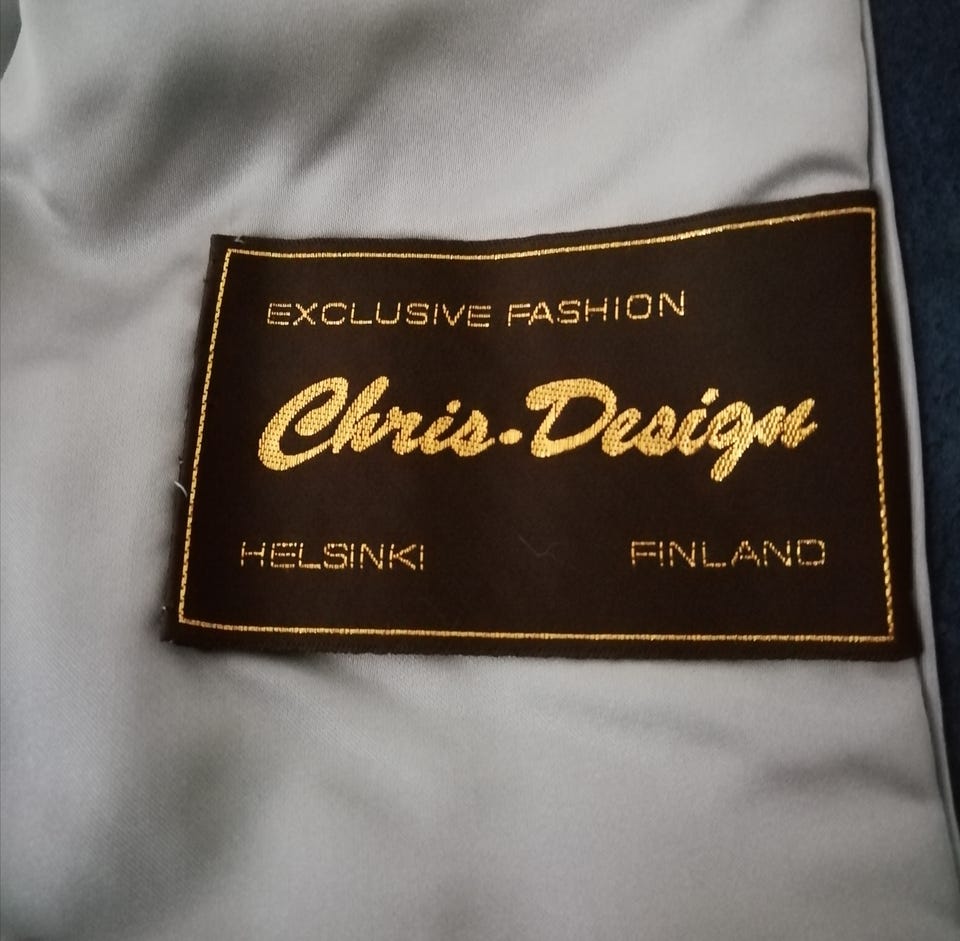 EXCLUSIVE FASHION
Chris.Design
HELSINKI FINLAND